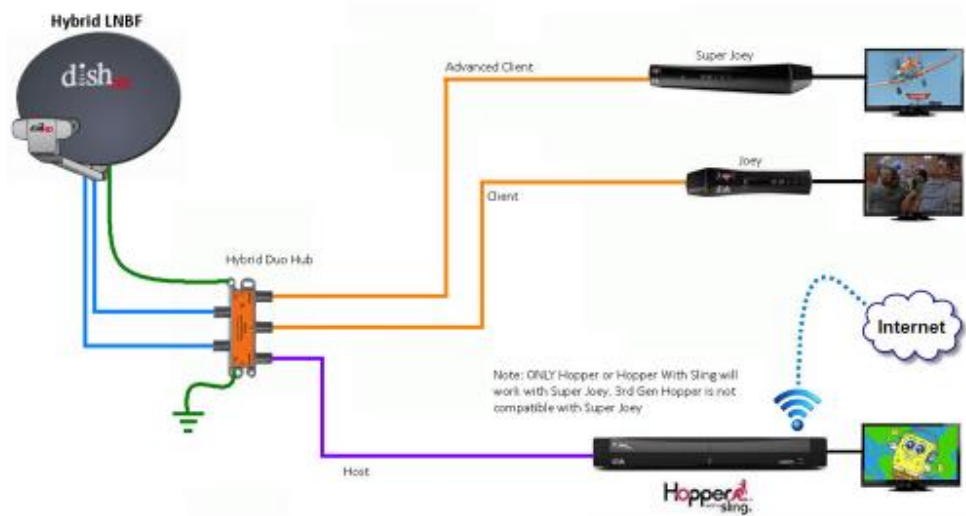 Hybrid LNBF
dish
Super Joey
Advanced Client
Joey
Client
Hybrid Duo Hub
Internet
Note: ONLY Hopper or Hopper With Sling will
work with Super Joey. 3rd Gen Hopper is not
compatible with Super Joey
Host
Hopper
sling.